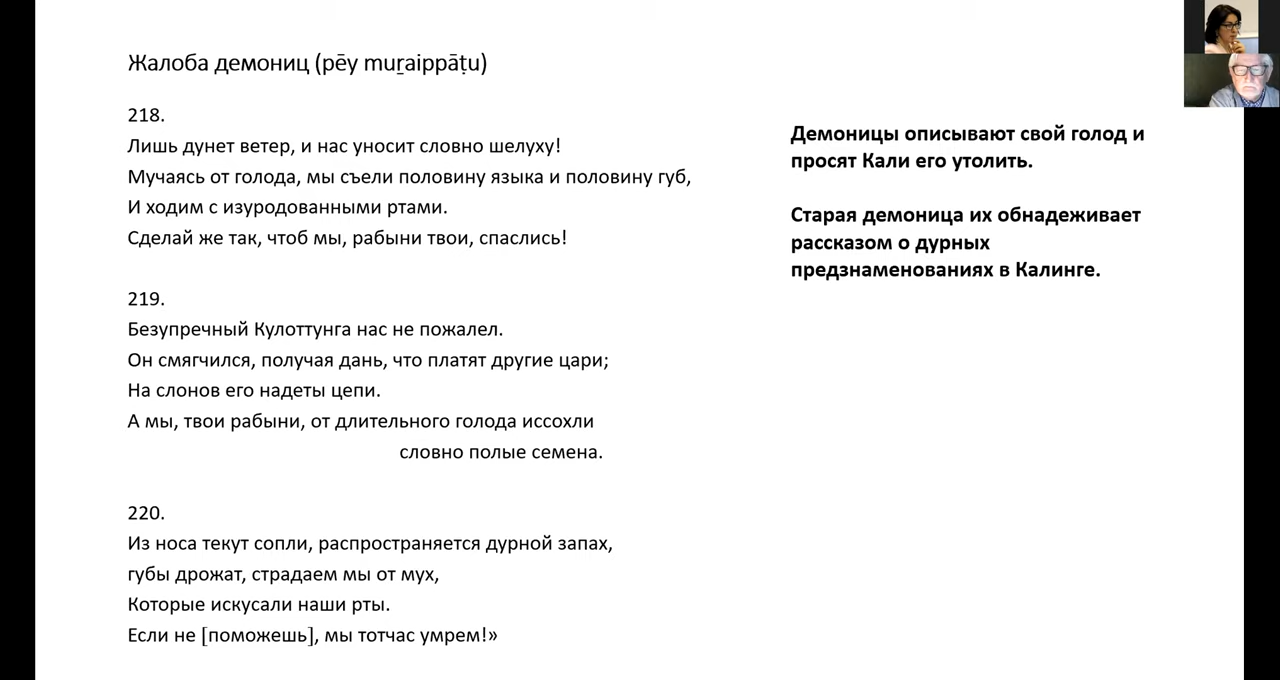 Жалоба демониц (pēy muṟaippāṭu)
218.
Лишь дунет ветер, и нас уносит словно шелуху!
Мучаясь от голода, мы съели половину языка и половину губ,
И ходим с изуродованными ртами.
Сделай же так, чтоб мы, рабыни твои, спаслись!
219.
Безупречный Кулоттунга нас не пожалел.
Он смягчился, получая дань, что платят другие цари;
На слонов его надеты цепи.
А мы, твои рабыни, от длительного голода иссохли
словно полые семена.
220.
Из носа текут сопли, распространяется дурной запах,
губы дрожат, страдаем мы от мух,
Которые искусали наши рты.
Если не [поможешь], мы тотчас умрем!»
Демоницы описывают свой голод и
просят Кали его утолить.
Старая демоница их обнадеживает
рассказом о дурных
предзнаменованиях в Калинге.